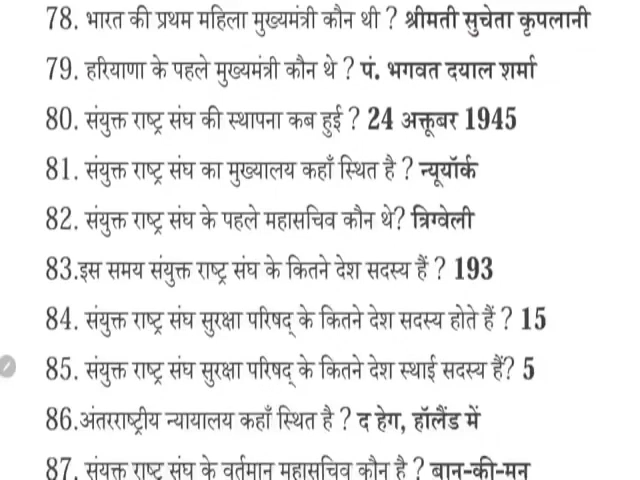 78. भारत की प्रथम महिला मुख्यमंत्री कौन थी ? श्रीमती सुचेता कृपलानी
79. हरियाणा के पहले मुख्यमंत्री कौन थे ? पं. भगवत दयाल शर्मा
80. संयुक्त राष्ट्र संघ की स्थापना कब हुई ? 24 अक्तूबर 1945
81. संयुक्त राष्ट्र संघ का मुख्यालय कहाँ स्थित है ? न्यूयॉर्क
82. संयुक्त राष्ट्र संघ के पहले महासचिव कौन थे? त्रिग्वेली
83.इस समय संयुक्त राष्ट्र संघ के कितने देश सदस्य हैं ? 193
84. संयुक्त राष्ट्र संघ सुरक्षा परिषद् के कितने देश सदस्य होते हैं ? 15
85. संयुक्त राष्ट्र संघ सुरक्षा परिषद् के कितने देश स्थाई सदस्य हैं? 5
86.अंतरराष्ट्रीय न्यायालय कहाँ स्थित है ? द हेग, हॉलैंड में
87. संयुक्त राष्ट्र संघ के वर्तमान महासचिव कौन है ? बान-की-मून